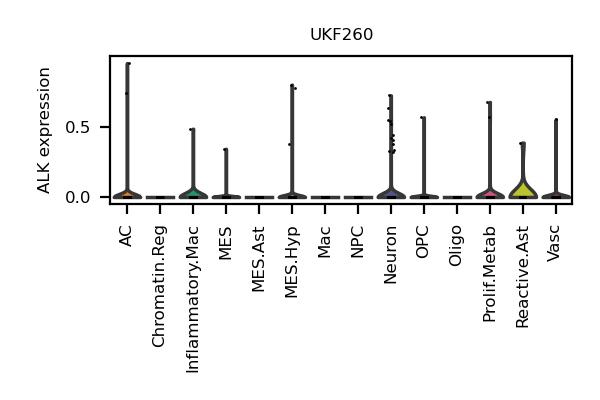 UKF260
ALK expression
0.5
0.0
AC
Chromatin.Reg
Inflammatory.Mac
MES
MES.Ast
MES.Hyp
Mac
NPC
Neuron
OPC
Oligo
Prolif.Metab
Reactive.Ast
Vasc